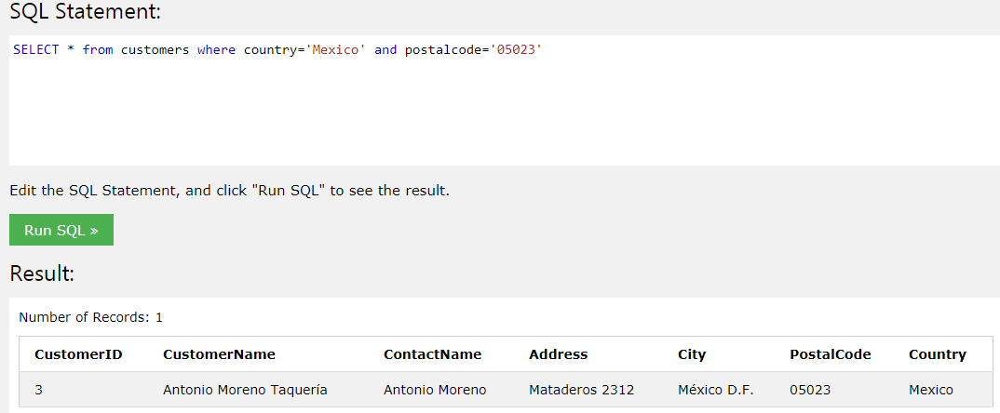 SQL Statement:
SELECT * from customers where country='Mexico' and postalcode='05023'
Edit the SQL Statement, and click "Run SQL" to see the result.
Run SQL »
Result:
Number of Records: 1
CustomerID CustomerName ContactName Address City PostalCode Country
3 Antonio Moreno Taquería Antonio Moreno Mataderos 2312 México D.F. 05023 Mexico